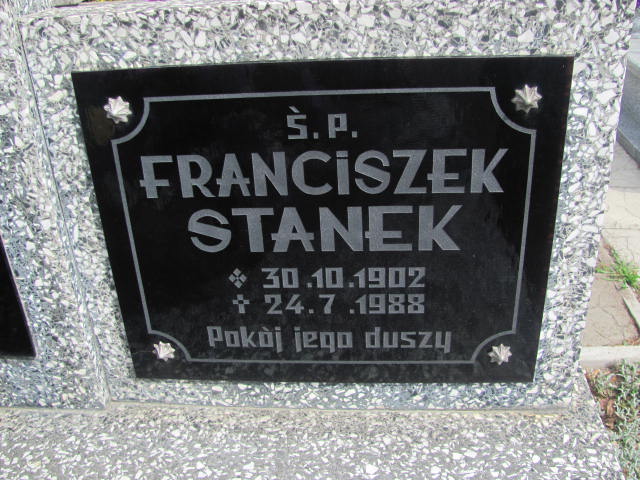 Ś. P.
FRANCISZEK
STANEK
30.10.1902
✝ 24.7.1988
Pokój jego duszy